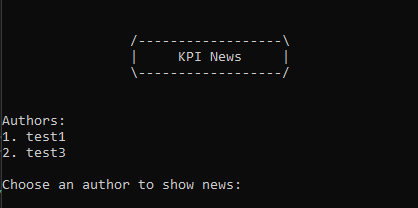 /------------------\
|     KPI News     |
\------------------/
Authors:
1. test1
2. test3
Choose an author to show news: